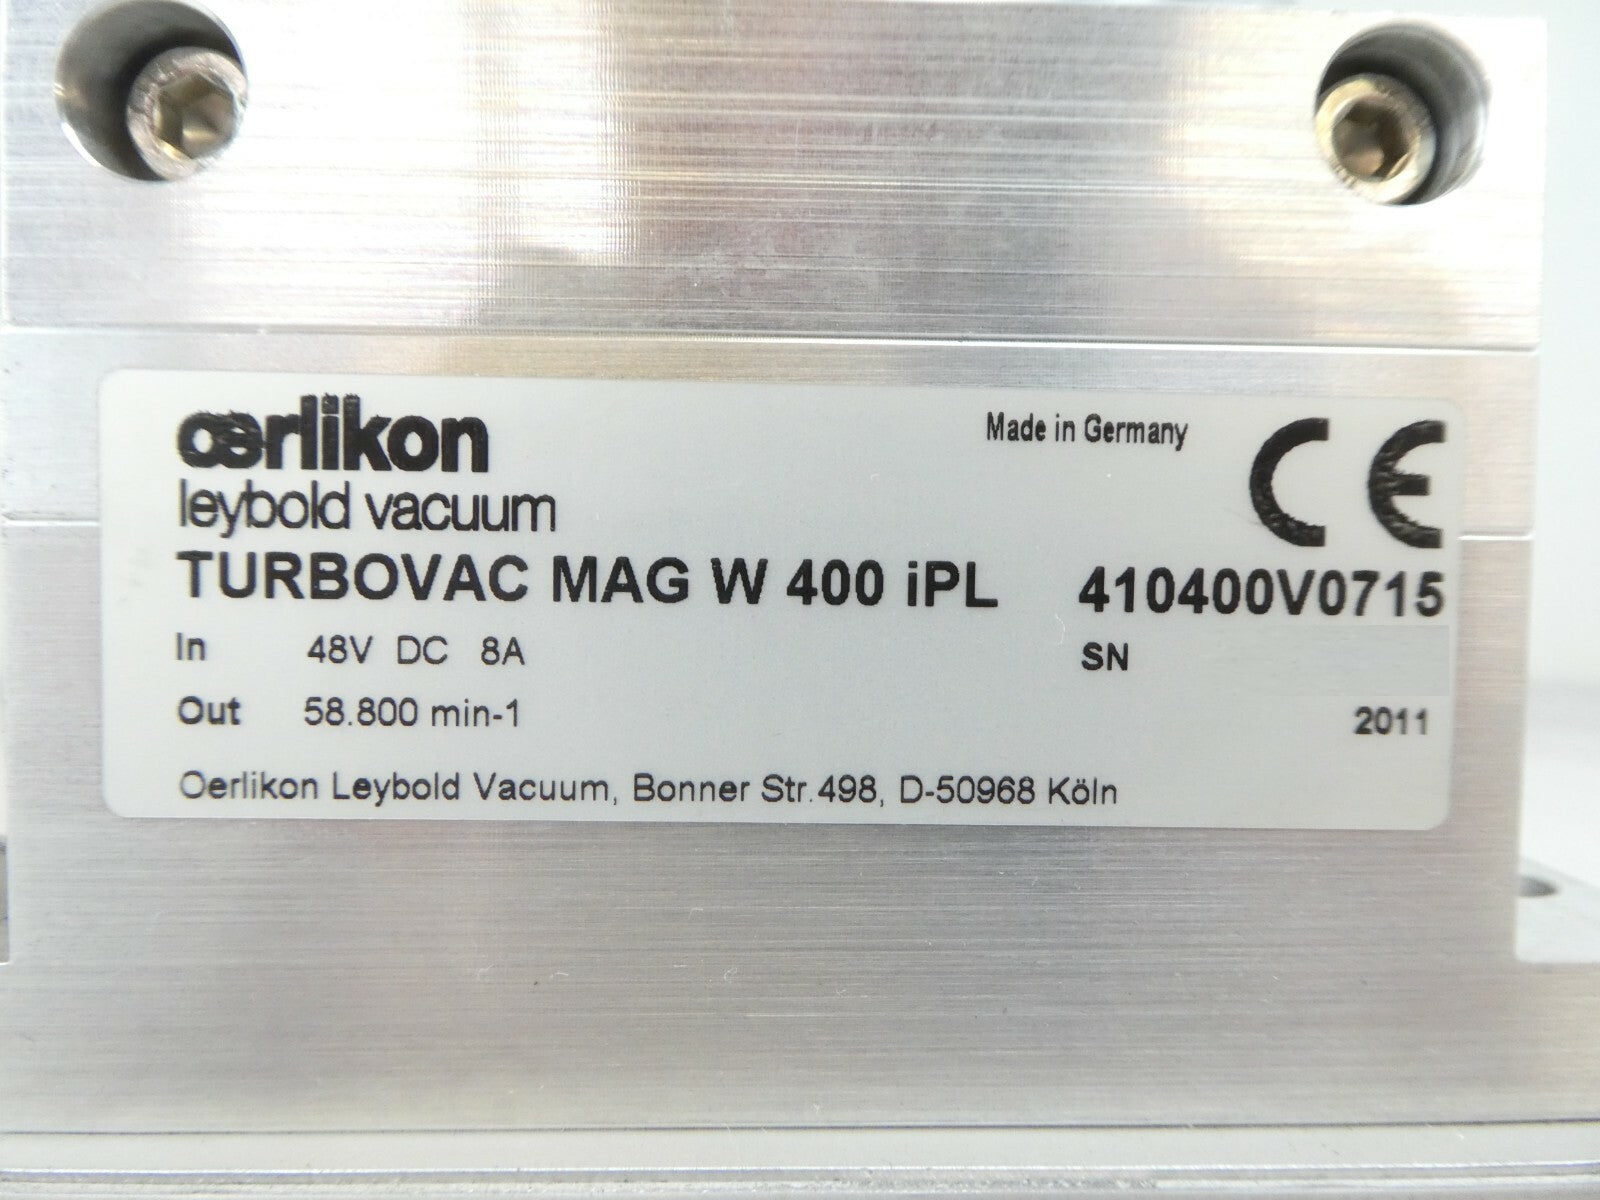 oerlikon
leybold vacuum
Made in Germany
CE
TURBOVAC MAG W 400 iPL 410400V0715
In 48V DC 8A SN
Out 58.800 min-1 2011
Oerlikon Leybold Vacuum, Bonner Str.498, D-50968 Köln